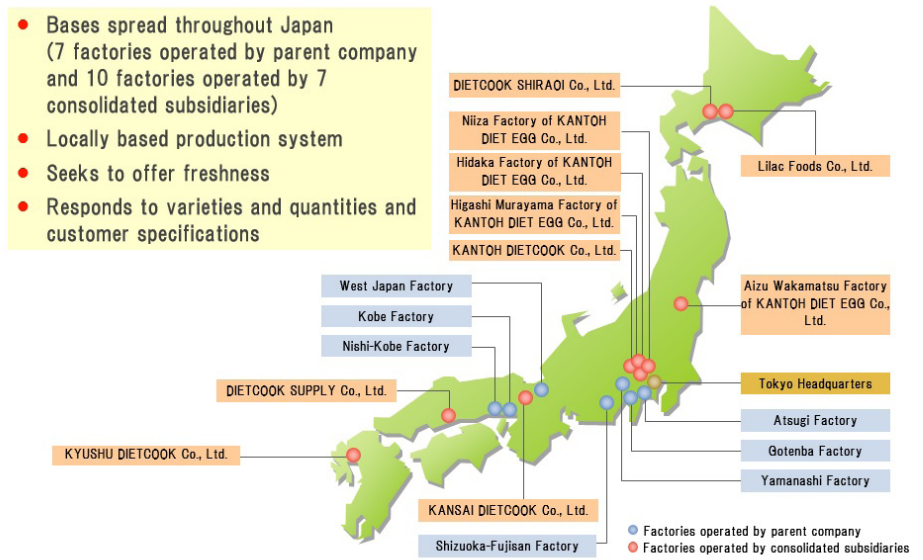 Bases spread throughout Japan
(7 factories operated by parent company
and 10 factories operated by 7
consolidated subsidiaries)
Locally based production system
Seeks to offer freshness
Responds to varieties and quantities and
customer specifications
DIETCOOK SHIRAOI Co., Ltd.
Niiza Factory of KANTOH
DIET EGG Co., Ltd.
Hidaka Factory of KANTOH
DIET EGG Co., Ltd.
Higashi Murayama Factory of
KANTOH DIET EGG Co., Ltd.
KANTOH DIETCOOK Co., Ltd.
Lilac Foods Co., Ltd.
West Japan Factory
Kobe Factory
Nishi-Kobe Factory
DIETCOOK SUPPLY Co., Ltd.
KYUSHU DIETCOOK Co., Ltd.
Aizu Wakamatsu Factory
of KANTOH DIET EGG Co.,
Ltd.
Tokyo Headquarters
Atsugi Factory
Gotenba Factory
Yamanashi Factory
KANSAI DIETCOOK Co., Ltd.
Shizuoka-Fujisan Factory
Factories operated by parent company
Factories operated by consolidated subsidiaries